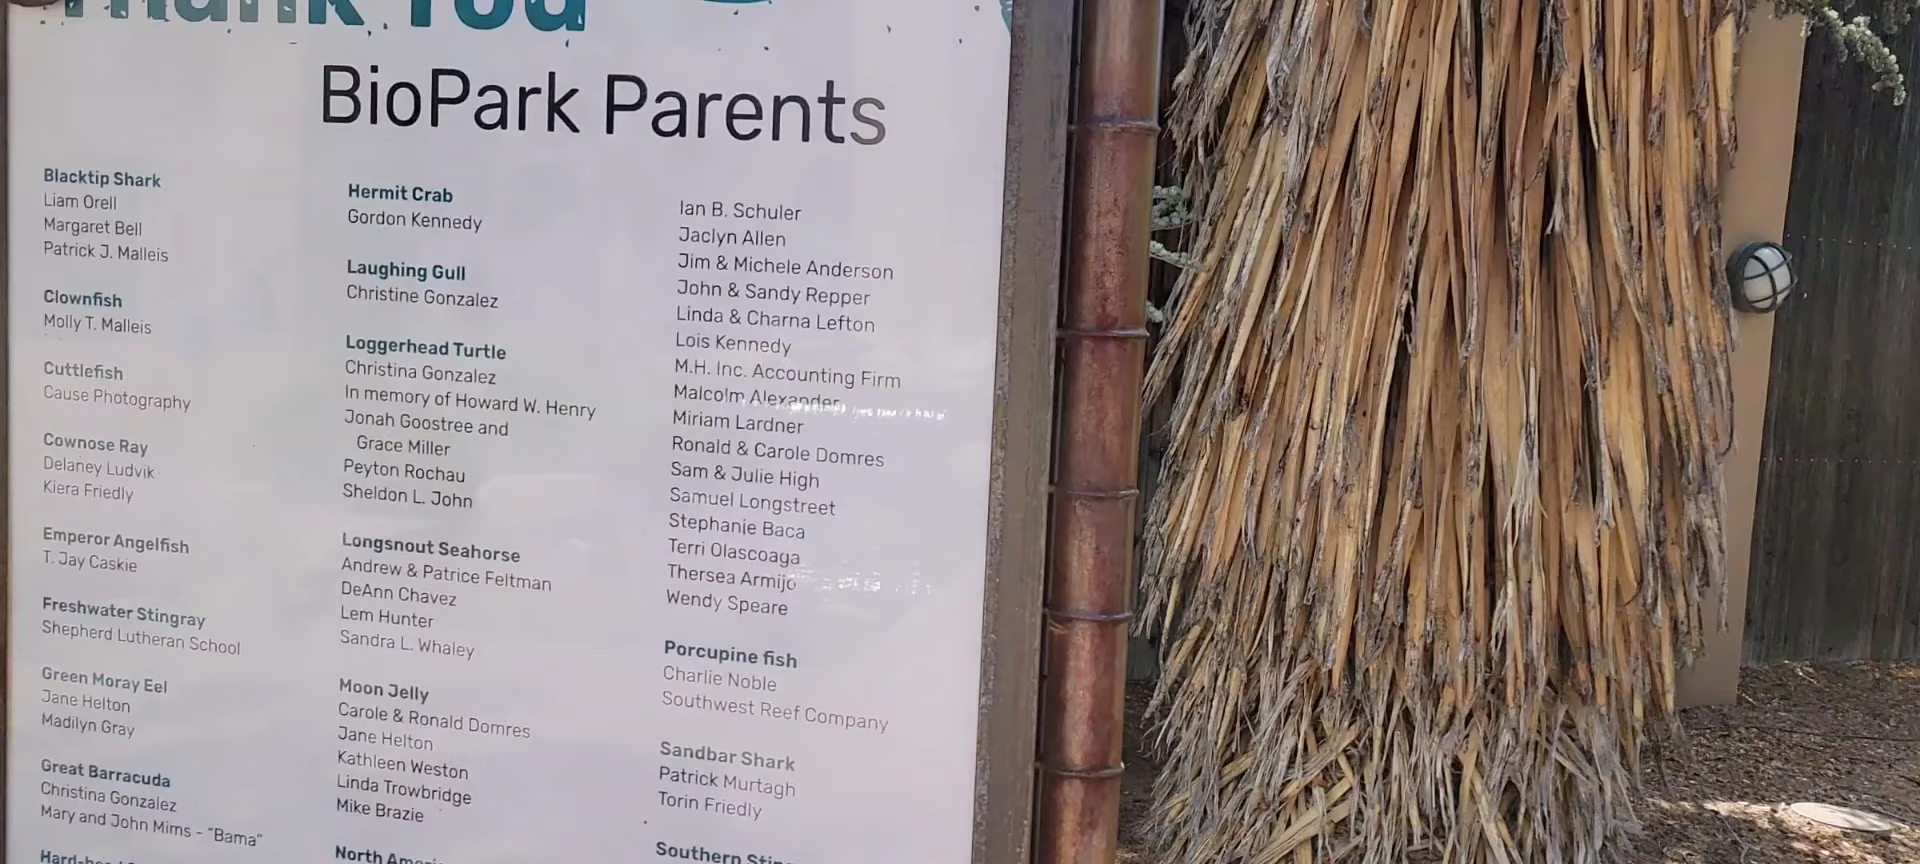 Thank You
BioPark Parents
Blacktip Shark
Liam Orell
Margaret Bell
Patrick J. Malleis
Clownfish
Molly T. Malleis
Cuttlefish
Cause Photography
Cownose Ray
Delaney Ludvik
Kiera Friedly
Emperor Angelfish
T. Jay Caskie
Freshwater Stingray
Shepherd Lutheran School
Green Moray Eel
Jane Helton
Madilyn Gray
Great Barracuda
Christina Gonzalez
Mary and John Mims - "Bama"
Hermit Crab
Gordon Kennedy
Laughing Gull
Christine Gonzalez
Loggerhead Turtle
Christina Gonzalez
In memory of Howard W. Henry
Jonah Goostree and
Grace Miller
Peyton Rochau
Sheldon L. John
Longsnout Seahorse
Andrew & Patrice Feltman
DeAnn Chavez
Lem Hunter
Sandra L. Whaley
Moon Jelly
Carole & Ronald Domres
Jane Helton
Kathleen Weston
Linda Trowbridge
Mike Brazie
North
Ian B. Schuler
Jaclyn Allen
Jim & Michele Anderson
John & Sandy Repper
Linda & Charna Lefton
Lois Kennedy
M.H. Inc. Accounting Firm
Malcolm Alexander
Miriam Lardner
Ronald & Carole Domres
Sam & Julie High
Samuel Longstreet
Stephanie Baca
Terri Olascoaga
Thersea Armijo
Wendy Speare
Porcupine fish
Charlie Noble
Southwest Reef Company
Sandbar Shark
Patrick Murtagh
Torin Friedly
Southern